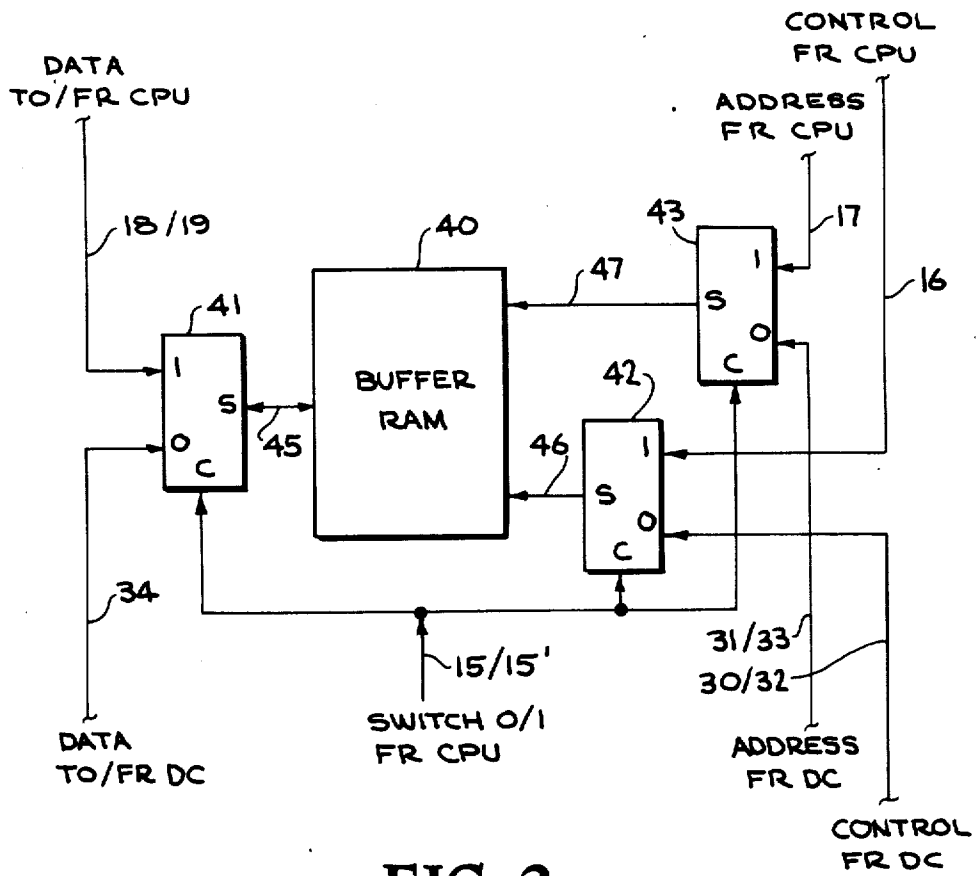 CONTROL
FR CPU
DATA
TO/FR CPU
ADDRESS
FR CPU
18/19
40
43
17
47
1
16
41
S
O
1
C
BUFFER
RAM
42
S
45
46
1
O
S
C
O
C
34
31/33
15/15'
30/32
SWITCH 0/1
FR CPU
DATA
TO/FR DC
ADDRESS
FR DC
CONTROL
FR DC